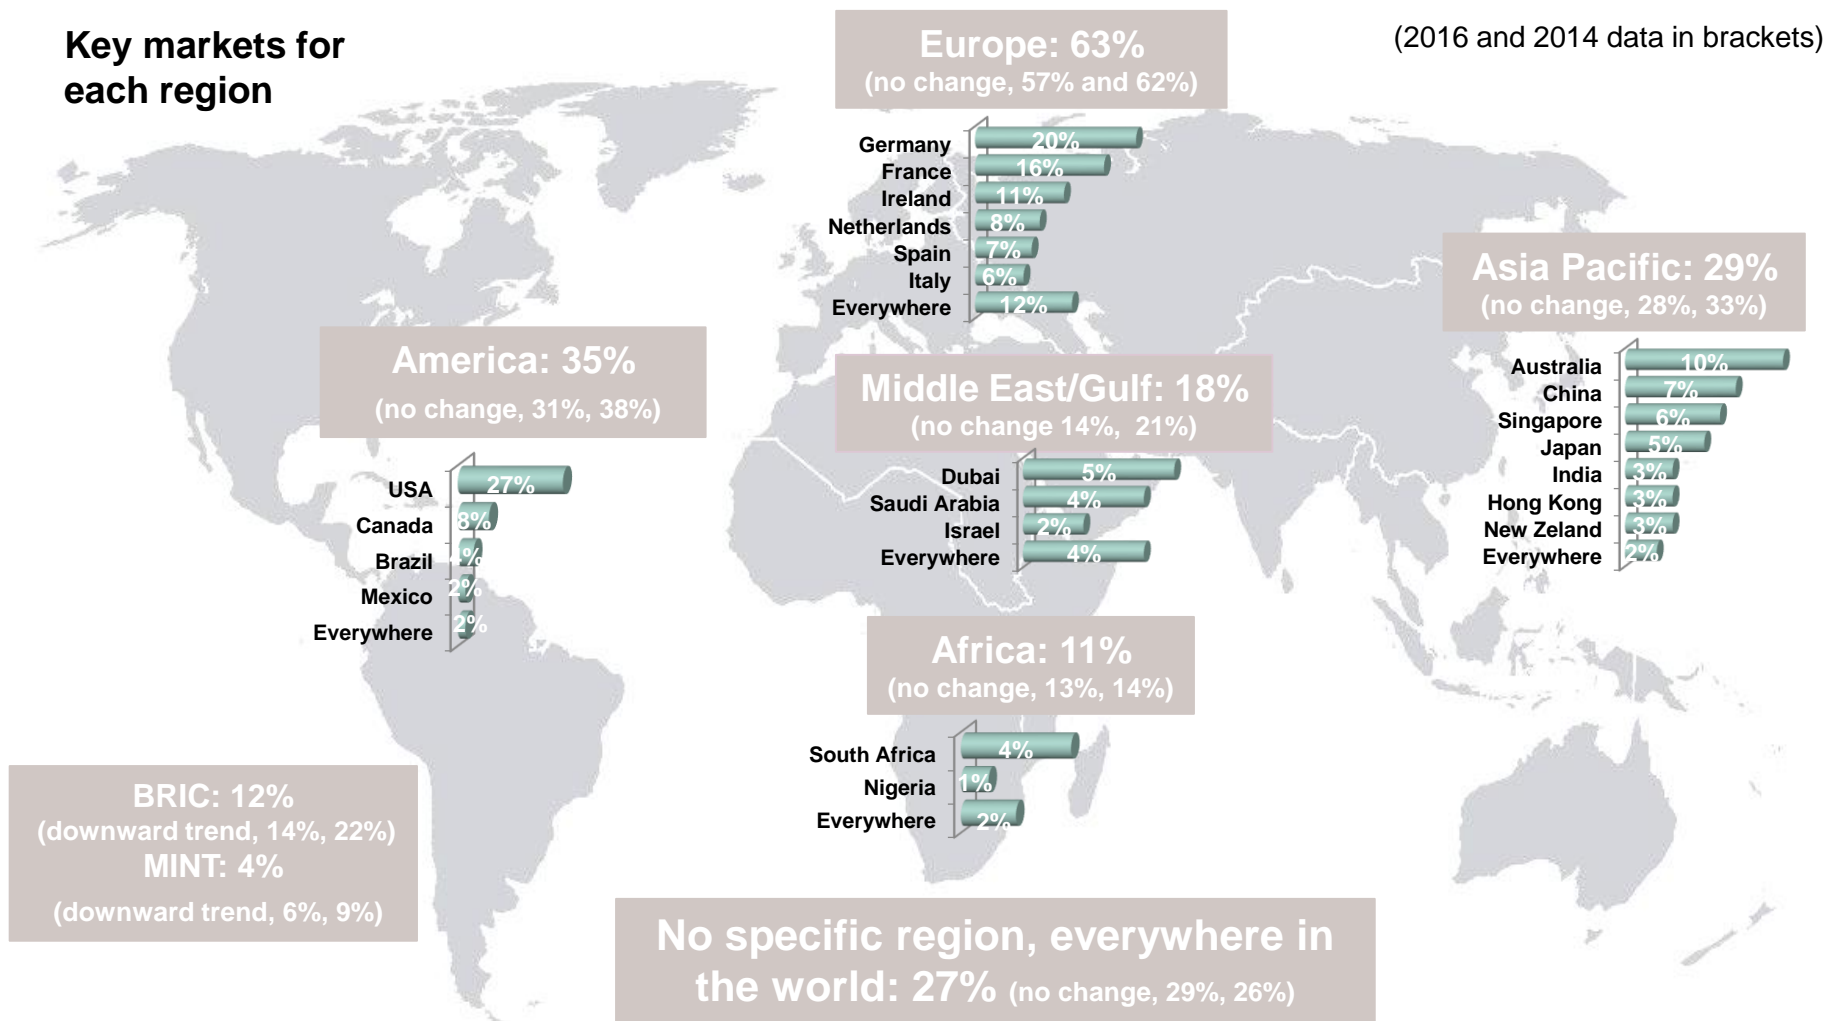 Key markets for
each region
(2016 and 2014 data in brackets)
Europe: 63%
(no change, 57% and 62%)
Germany 20%
France 16%
Ireland 11%
Netherlands 8%
Spain 7%
Italy 6%
Everywhere 12%
Asia Pacific: 29%
(no change, 28%, 33%)
Australia 10%
China 7%
Singapore 6%
Japan 5%
India 3%
Hong Kong 3%
New Zeland 3%
Everywhere 2%
America: 35%
(no change, 31%, 38%)
USA 27%
Canada 8%
Brazil 4%
Mexico 2%
Everywhere 2%
Middle East/Gulf: 18%
(no change 14%, 21%)
Dubai 5%
Saudi Arabia 4%
Israel 2%
Everywhere 4%
Africa: 11%
(no change, 13%, 14%)
South Africa 4%
Nigeria 1%
Everywhere 2%
BRIC: 12%
(downward trend, 14%, 22%)
MINT: 4%
(downward trend, 6%, 9%)
No specific region, everywhere in
the world: 27% (no change, 29%, 26%)